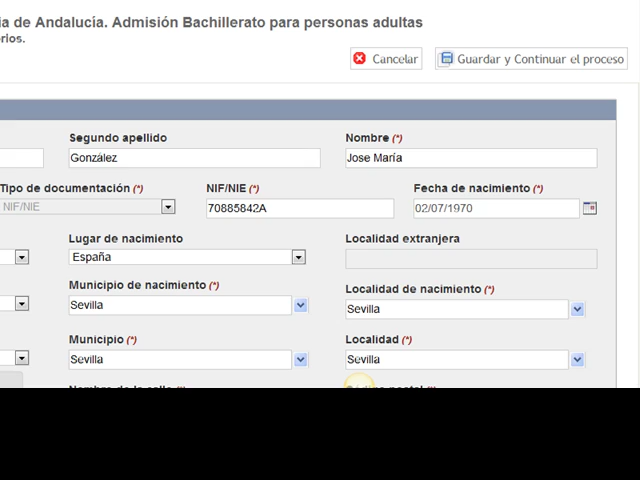 ia de Andalucía. Admisión Bachillerato para personas adultas
rios.
Cancelar Guardar y Continuar el proceso
Segundo apellido Nombre (*)
González Jose María
Tipo de documentación (*) NIF/NIE (*) Fecha de nacimiento (*)
NIF/NIE 70885842A 02/07/1970
Lugar de nacimiento Localidad extranjera
España
Municipio de nacimiento (*) Localidad de nacimiento (*)
Sevilla Sevilla
Municipio (*) Localidad (*)
Sevilla Sevilla